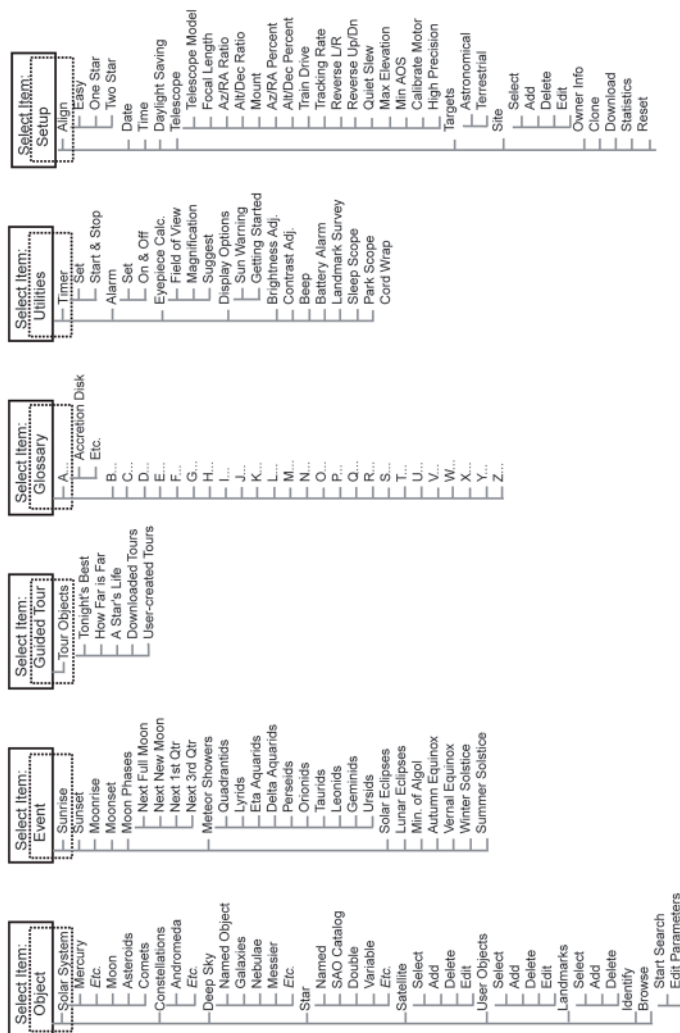 Select Item:
Object
Solar System
Mercury
Etc.
Moon
Asteroids
Comets
Constellations
Andromeda
Etc.
Deep Sky
Named Object
Galaxies
Nebulae
Messier
Etc.
Star
Named
SAO Catalog
Double
Variable
Etc.
Satellite
Select
Add
Delete
Edit
User Objects
Select
Add
Delete
Edit
Landmarks
Select
Add
Delete
Identify
Browse
Start Search
Edit Parameters
Select Item:
Event
Sunrise
Sunset
Moonrise
Moonset
Moon Phases
Next Full Moon
Next New Moon
Next 1st Qtr
Next 3rd Qtr
Meteor Showers
Quadrantids
Lyrids
Eta Aquarids
Delta Aquarids
Perseids
Orionids
Taurids
Leonids
Geminids
Ursids
Solar Eclipses
Lunar Eclipses
Min. of Algol
Autumn Equinox
Vernal Equinox
Winter Solstice
Summer Solstice
Select Item:
Guided Tour
Tour Objects
Tonight's Best
How Far is Far
A Star's Life
Downloaded Tours
User-created Tours
Select Item:
Glossary
A...
Accretion Disk
Etc.
B...
C...
D...
E...
F...
G...
H...
I...
J...
K...
L...
M...
N...
O...
P...
Q...
R...
S...
T...
U...
V...
W...
X...
Y...
Z...
Select Item:
Utilities
Timer
Set
Start & Stop
Alarm
Set
On & Off
Eyepiece Calc.
Field of View
Magnification
Suggest
Display Options
Sun Warning
Getting Started
Brightness Adj.
Contrast Adj.
Beep
Battery Alarm
Landmark Survey
Sleep Scope
Park Scope
Cord Wrap
Select Item:
Setup
Align
Easy
One Star
Two Star
Date
Time
Daylight Saving
Telescope
Telescope Model
Focal Length
Az/RA Ratio
Alt/Dec Ratio
Mount
Az/RA Percent
Alt/Dec Percent
Train Drive
Tracking Rate
Reverse L/R
Reverse Up/Dn
Quiet Slew
Max Elevation
Min AOS
Calibrate Motor
High Precision
Targets
Astronomical
Terrestrial
Site
Select
Add
Delete
Edit
Owner Info
Clone
Download
Statistics
Reset